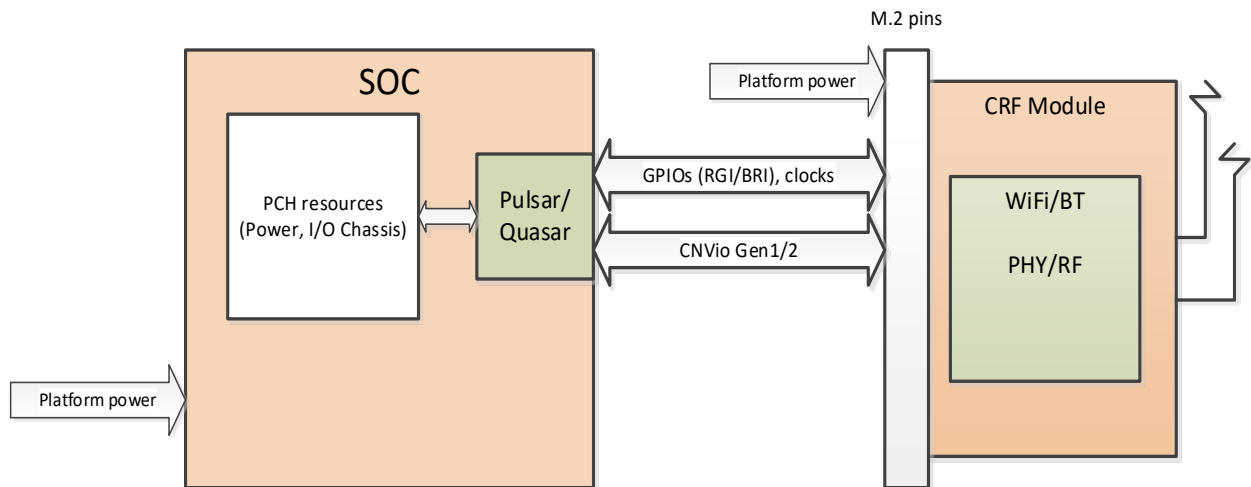 M.2 pins
SOC
Platform power
CRF Module
PCH resources
(Power, I/O Chassis)
Pulsar/
Quasar
GPIOs (RGI/BRI), clocks
CNVio Gen1/2
WiFi/BT
PHY/RF
Platform power